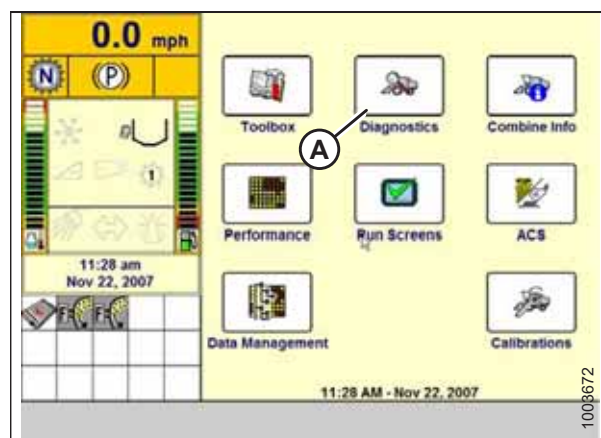 0.0 mph
N
(P)
1
11:28 am
Nov 22, 2007
F
F
Toolbox
Diagnostics
Combine Info
A
Performance
Run Screens
ACS
Data Management
Calibrations
11:28 AM - Nov 22, 2007
1003672